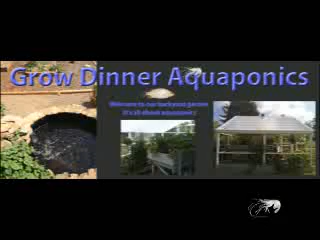 Grow Dinner Aquaponics
Welcome to our backyard garden
It's all about aquaponics